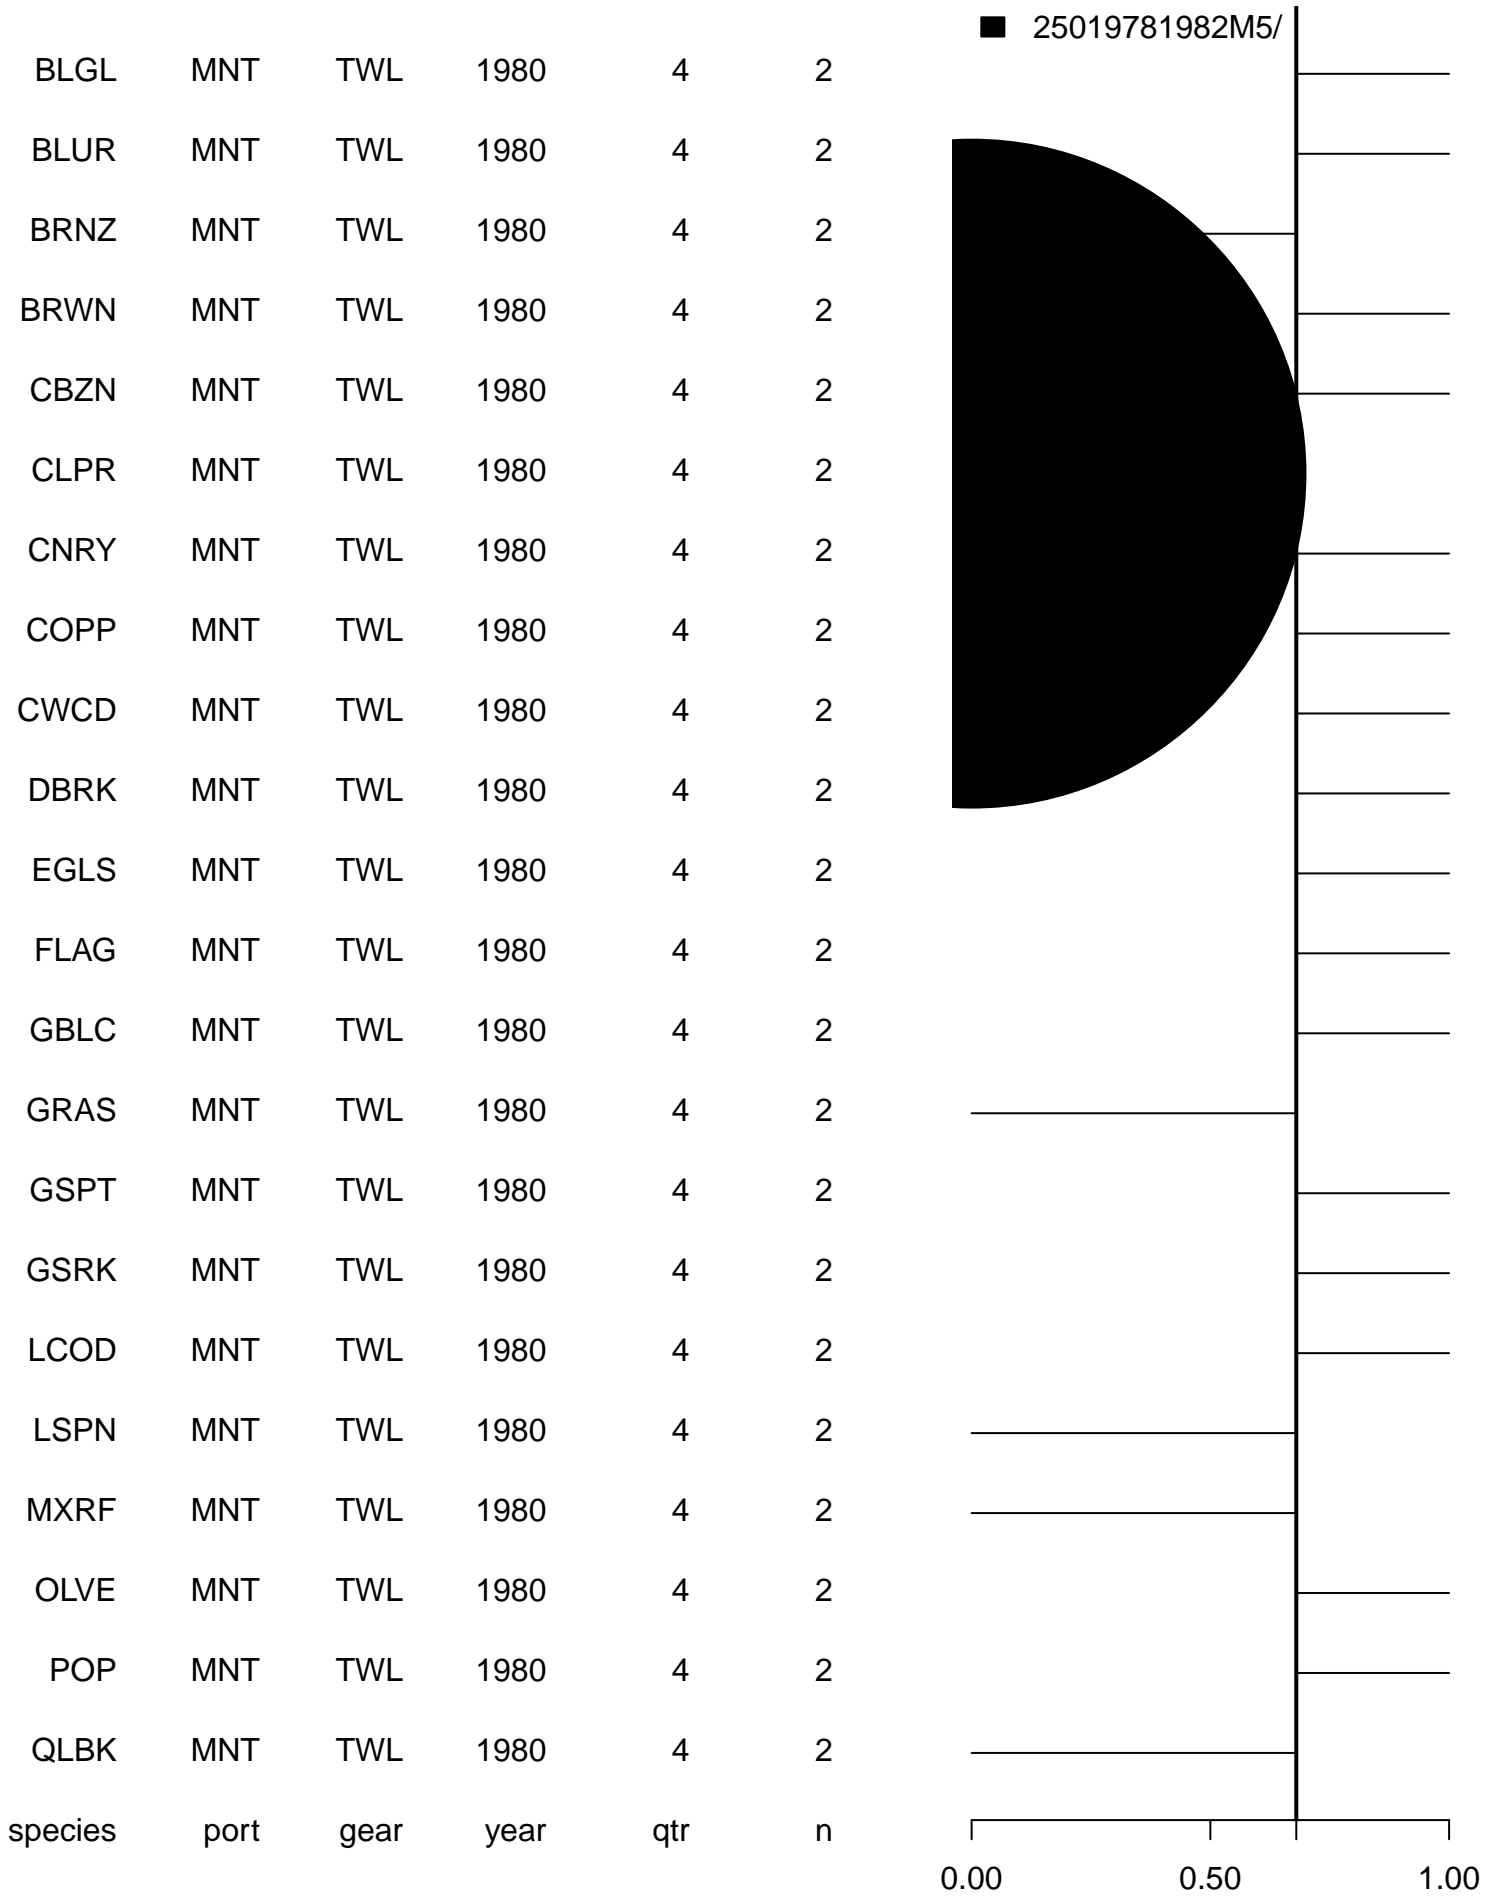 25019781982M5/
BLGL MNT TWL 1980 4 2
BLUR MNT TWL 1980 4 2
BRNZ MNT TWL 1980 4 2
BRWN MNT TWL 1980 4 2
CBZN MNT TWL 1980 4 2
CLPR MNT TWL 1980 4 2
CNRY MNT TWL 1980 4 2
COPP MNT TWL 1980 4 2
CWCD MNT TWL 1980 4 2
DBRK MNT TWL 1980 4 2
EGLS MNT TWL 1980 4 2
FLAG MNT TWL 1980 4 2
GBLC MNT TWL 1980 4 2
GRAS MNT TWL 1980 4 2
GSPT MNT TWL 1980 4 2
GSRK MNT TWL 1980 4 2
LCOD MNT TWL 1980 4 2
LSPN MNT TWL 1980 4 2
MXRF MNT TWL 1980 4 2
OLVE MNT TWL 1980 4 2
POP MNT TWL 1980 4 2
QLBK MNT TWL 1980 4 2
species port gear year qtr n
0.00 0.50 1.00